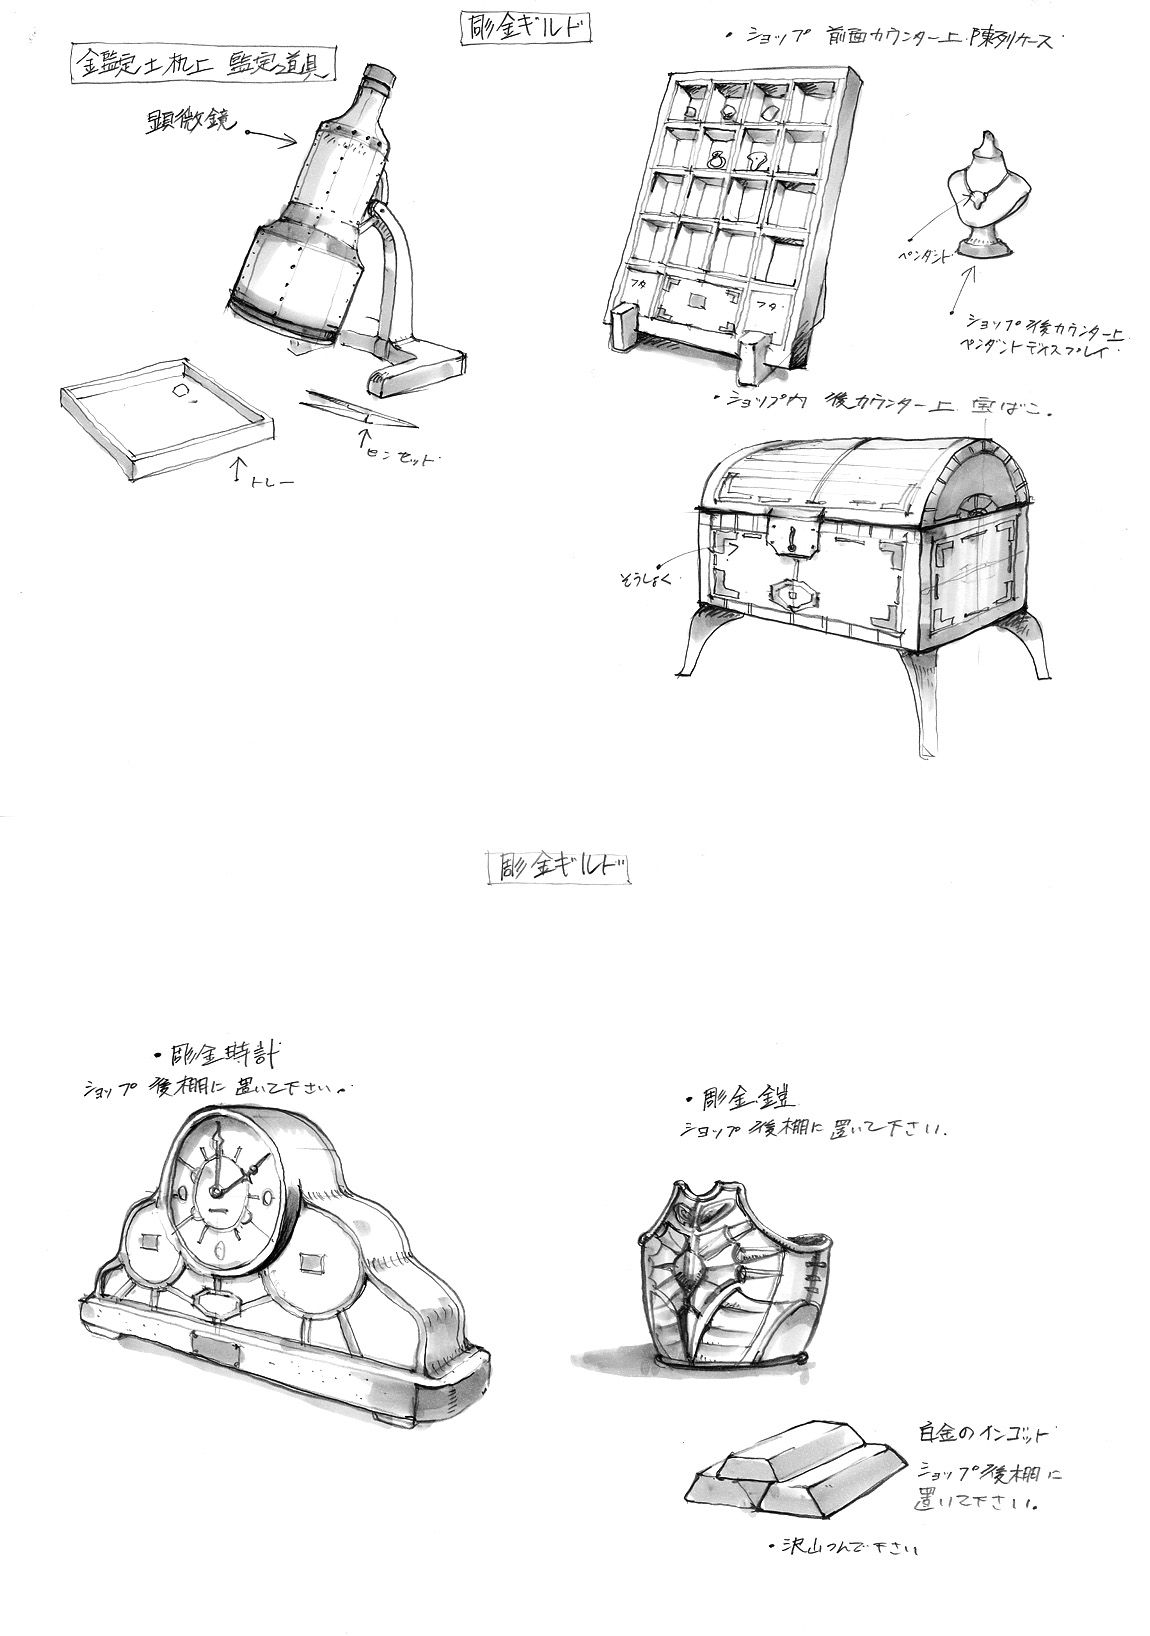 彫金ギルド
金鑑定士机上 鑑定道具
顕微鏡
トレー
ピンセット
・ショップ 前面カウンター上 陳列ケース
フタ
フタ
ペンダント
ショップ後カウンター上
ペンダントディスプレイ
・ショップ内 後カウンター上 宝ばこ。
そうしょく
彫金ギルド
・彫金時計
ショップ後棚に置いて下さい。
・彫金鎧
ショップ後棚に置いて下さい。
白金のインゴット
ショップ後棚に
置いて下さい。
・沢山つんで下さい